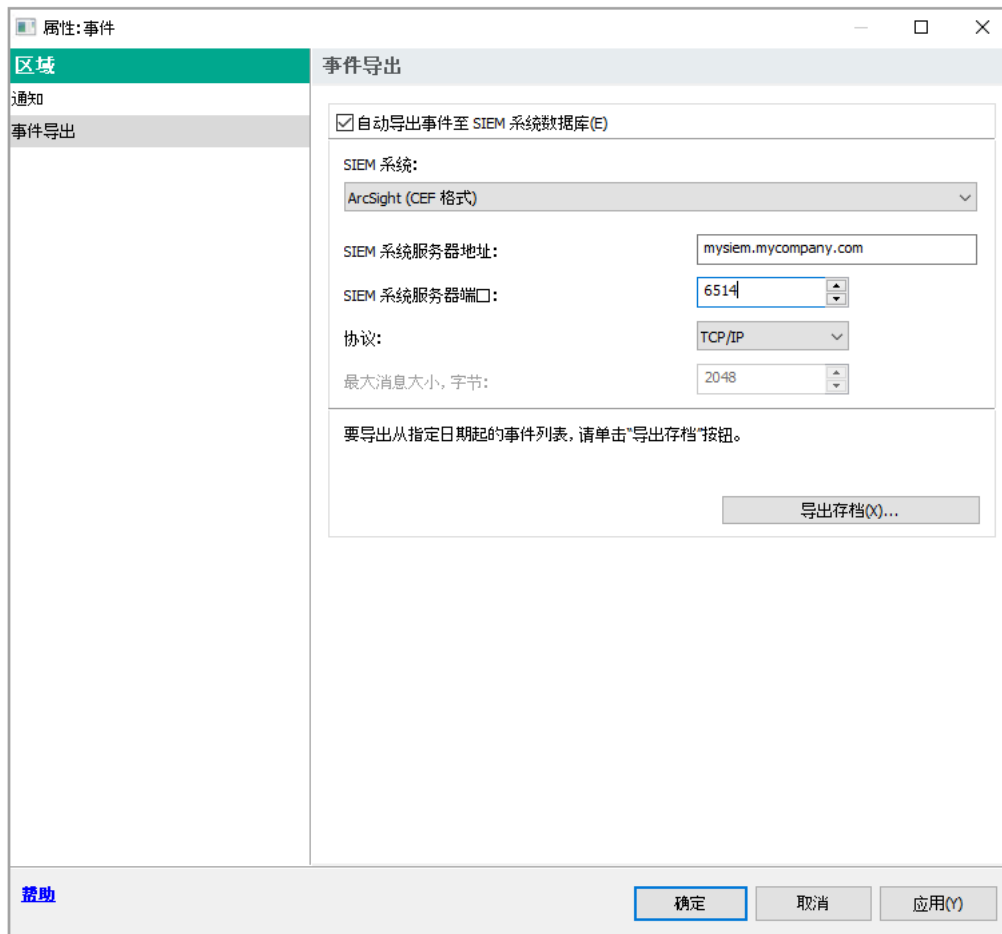 属性:事件
区域
通知
事件导出
事件导出
自动导出事件至 SIEM 系统数据库(E)
SIEM 系统:
ArcSight (CEF 格式)
SIEM 系统服务器地址:
mysiem.mycompany.com
SIEM 系统服务器端口:
6514
协议:
TCP/IP
最大消息大小, 字节:
2048
要导出从指定日期起的事件列表, 请单击"导出存档"按钮。
导出存档(X)...
帮助
确定
取消
应用(Y)